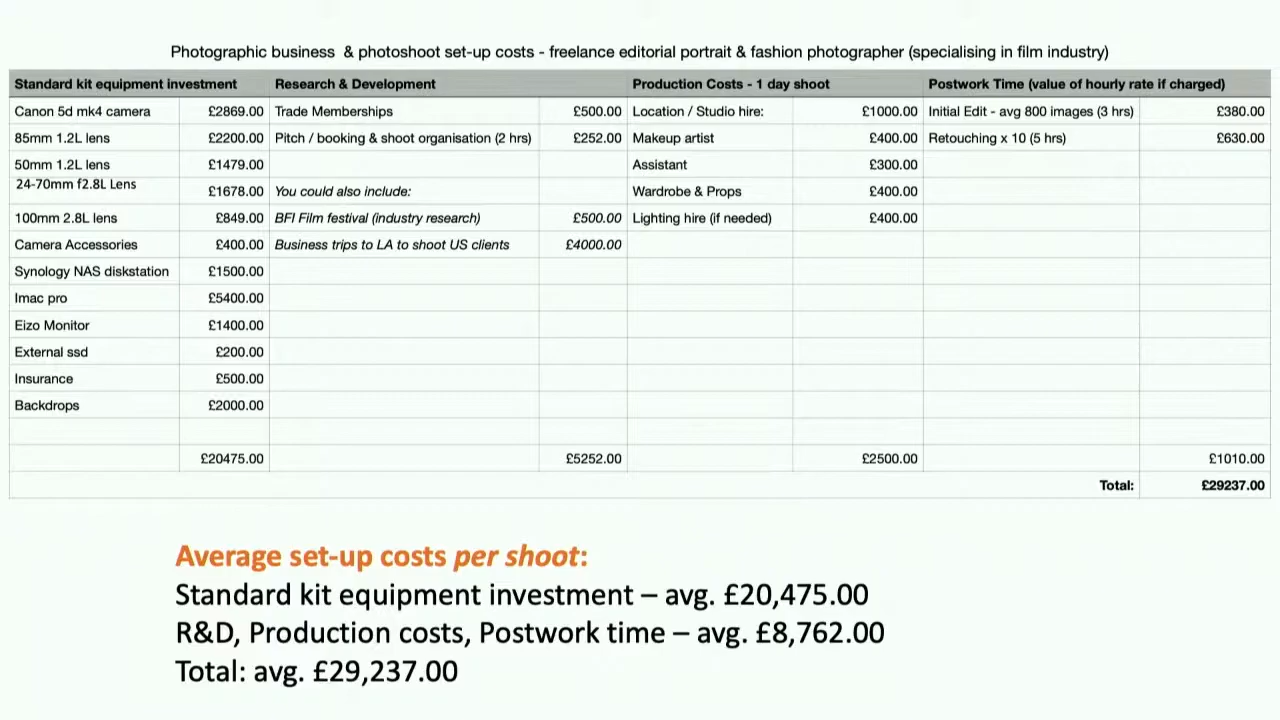 Photographic business & photoshoot set-up costs - freelance editorial portrait & fashion photographer (specialising in film industry)
Standard kit equipment investment Research & Development Production Costs - 1 day shoot Postwork Time (value of hourly rate if charged)
Canon 5d mk4 camera £2869.00 Trade Memberships £500.00 Location / Studio hire: £1000.00 Initial Edit - avg 800 images (3 hrs) £380.00
85mm 1.2L lens £2200.00 Pitch / booking & shoot organisation (2 hrs) £252.00 Makeup artist £400.00 Retouching x 10 (5 hrs) £630.00
50mm 1.2L lens £1479.00 Assistant £300.00
24-70mm f2.8L Lens £1678.00 You could also include: Wardrobe & Props £400.00
100mm 2.8L lens £849.00 BFI Film festival (industry research) £500.00 Lighting hire (if needed) £400.00
Camera Accessories £400.00 Business trips to LA to shoot US clients £4000.00
Synology NAS diskstation £1500.00
Imac pro £5400.00
Eizo Monitor £1400.00
External ssd £200.00
Insurance £500.00
Backdrops £2000.00
£20475.00 £5252.00 £2500.00 £1010.00
Total: £29237.00
Average set-up costs per shoot:
Standard kit equipment investment – avg. £20,475.00
R&D, Production costs, Postwork time – avg. £8,762.00
Total: avg. £29,237.00